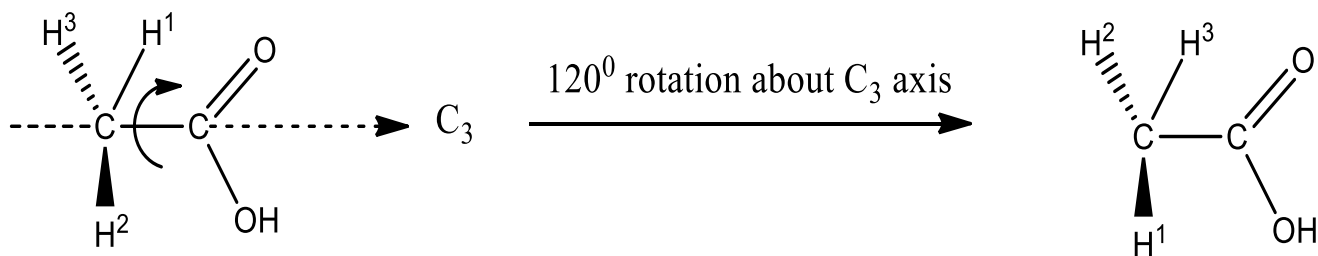 H³ H¹ O
C C C₃
H² OH
120⁰ rotation about C₃ axis
H² H³ O
C C
H¹ OH